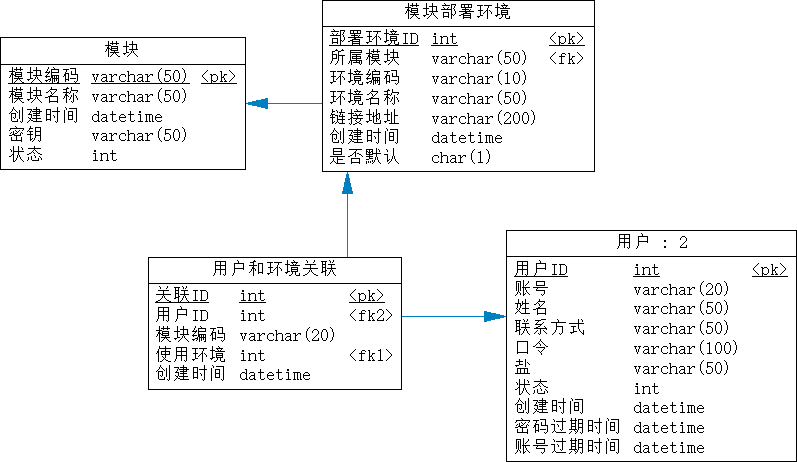 模块
模块编码 varchar(50) <pk>
模块名称 varchar(50)
创建时间 datetime
密钥 varchar(50)
状态 int
模块部署环境
部署环境ID int <pk>
所属模块 varchar(50) <fk>
环境编码 varchar(10)
环境名称 varchar(50)
链接地址 varchar(200)
创建时间 datetime
是否默认 char(1)
用户和环境关联
关联ID int <pk>
用户ID int <fk2>
模块编码 varchar(20)
使用环境 int <fk1>
创建时间 datetime
用户 : 2
用户ID int <pk>
账号 varchar(20)
姓名 varchar(50)
联系方式 varchar(50)
口令 varchar(100)
盐 varchar(50)
状态 int
创建时间 datetime
密码过期时间 datetime
账号过期时间 datetime